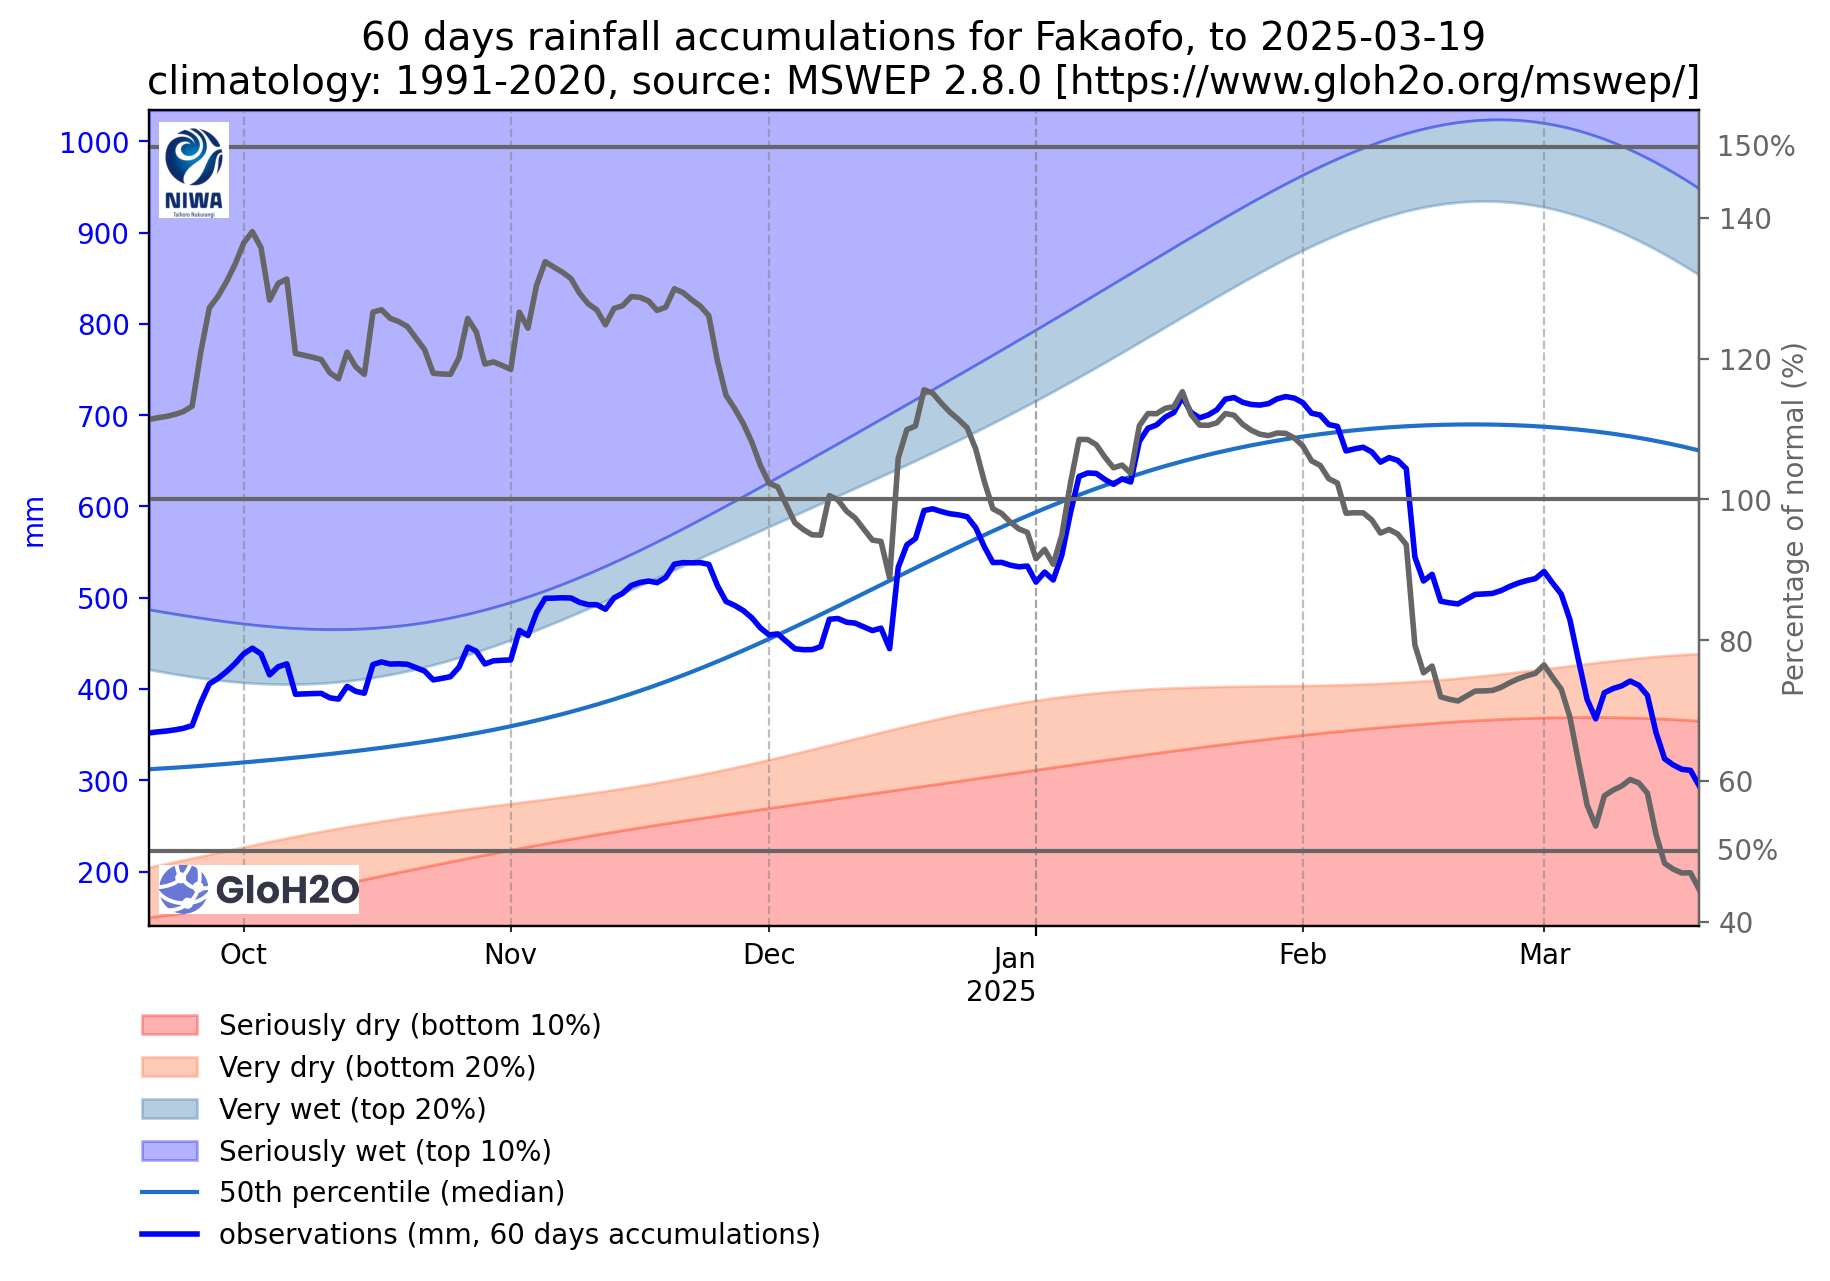 60 days rainfall accumulations for Fakaofo, to 2025-03-19
climatology: 1991-2020, source: MSWEP 2.8.0 [https://www.gloh2o.org/mswep/]
1000
900
800
700
600
500
400
300
200
mm
NIWA
Taihoro Nukurangi
GloH2O
150%
140
120
100
80
60
50%
40
Percentage of normal (%)
Oct
Nov
Dec
Jan
2025
Feb
Mar
Seriously dry (bottom 10%)
Very dry (bottom 20%)
Very wet (top 20%)
Seriously wet (top 10%)
50th percentile (median)
observations (mm, 60 days accumulations)